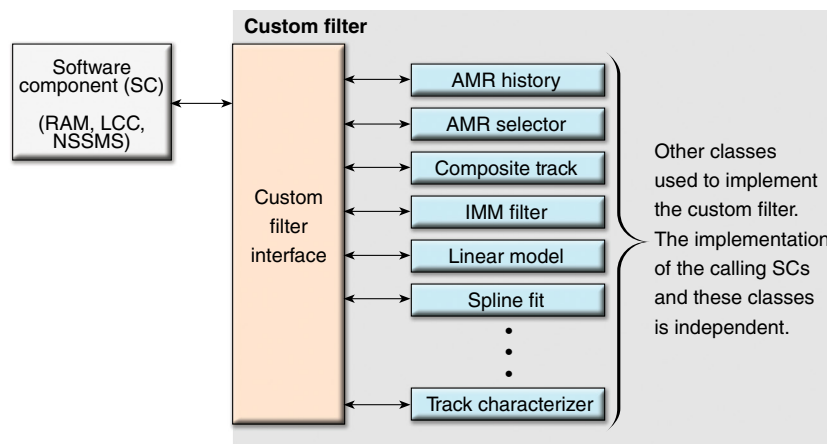 Custom filter
Software
component (SC)
(RAM, LCC,
NSSMS)
Custom
filter
interface
AMR history
AMR selector
Composite track
IMM filter
Linear model
Spline fit
Track characterizer
Other classes
used to implement
the custom filter.
The implementation
of the calling SCs
and these classes
is independent.